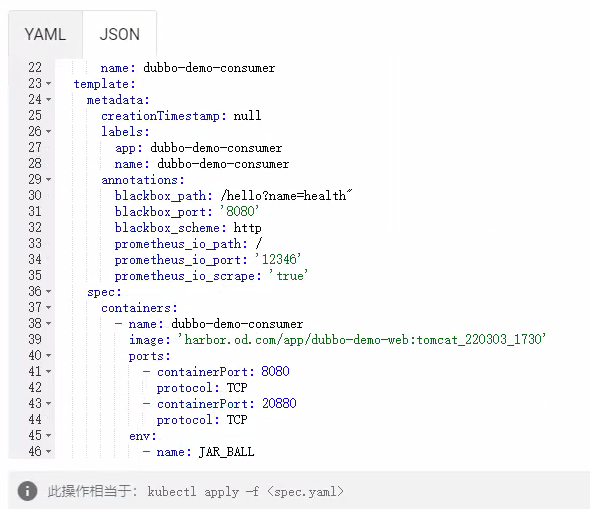 YAML JSON
22 name: dubbo-demo-consumer
23 template:
24 metadata:
25 creationTimestamp: null
26 labels:
27 app: dubbo-demo-consumer
28 name: dubbo-demo-consumer
29 annotations:
30 blackbox_path: /hello?name=health"
31 blackbox_port: '8080'
32 blackbox_scheme: http
33 prometheus_io_path: /
34 prometheus_io_port: '12346'
35 prometheus_io_scrape: 'true'
36 spec:
37 containers:
38 - name: dubbo-demo-consumer
39 image: 'harbor.od.com/app/dubbo-demo-web:tomcat_220303_1730'
40 ports:
41 - containerPort: 8080
42 protocol: TCP
43 - containerPort: 20880
44 protocol: TCP
45 env:
46 - name: JAR_BALL
此操作相当于: kubectl apply -f <spec.yaml>